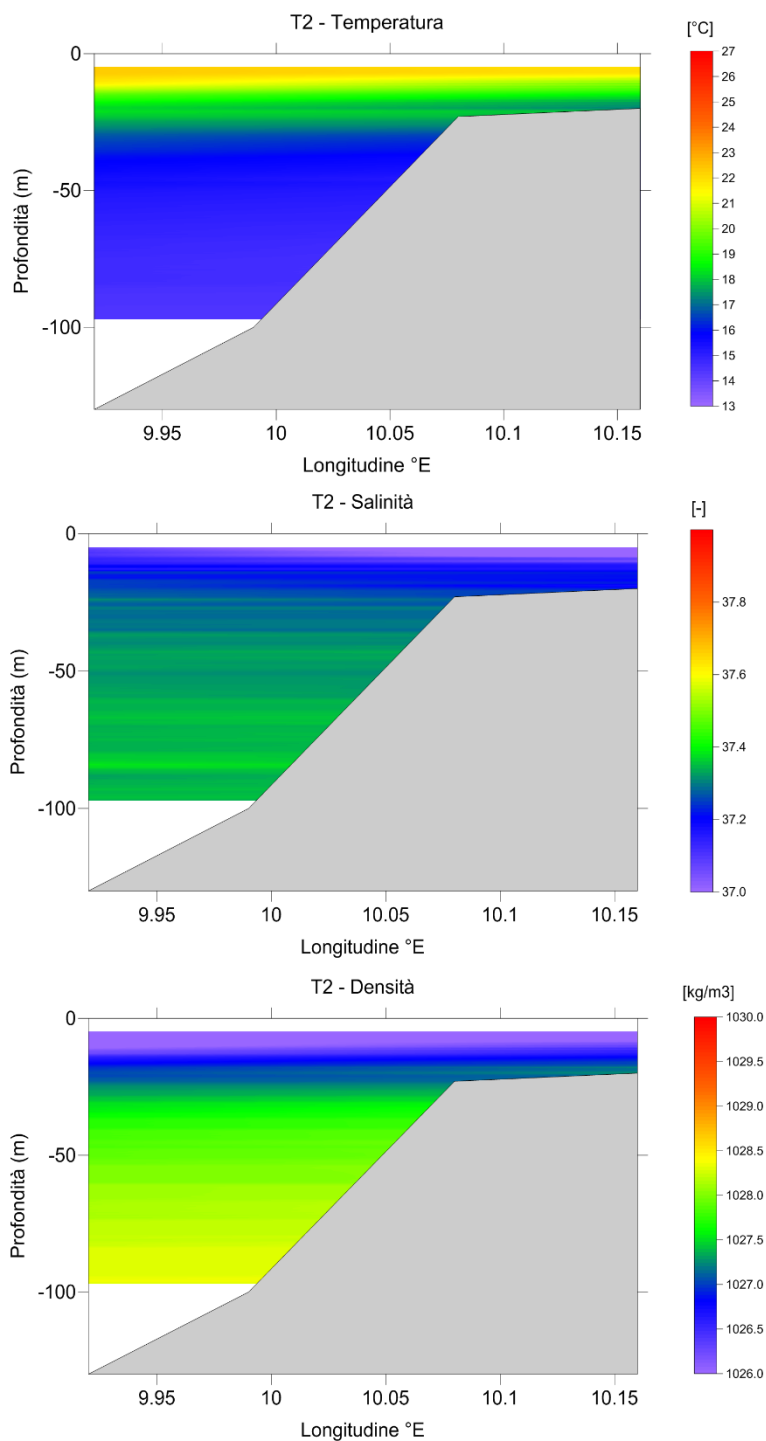 T2 - Temperatura
[°C]
0
-50
-100
Profondità (m)
9.95 10 10.05 10.1 10.15
Longitudine °E
27
26
25
24
23
22
21
20
19
18
17
16
15
14
13
T2 - Salinità
[-]
0
-50
-100
Profondità (m)
9.95 10 10.05 10.1 10.15
Longitudine °E
37.8
37.6
37.4
37.2
37.0
T2 - Densità
[kg/m3]
0
-50
-100
Profondità (m)
9.95 10 10.05 10.1 10.15
Longitudine °E
1030.0
1029.5
1029.0
1028.5
1028.0
1027.5
1027.0
1026.5
1026.0